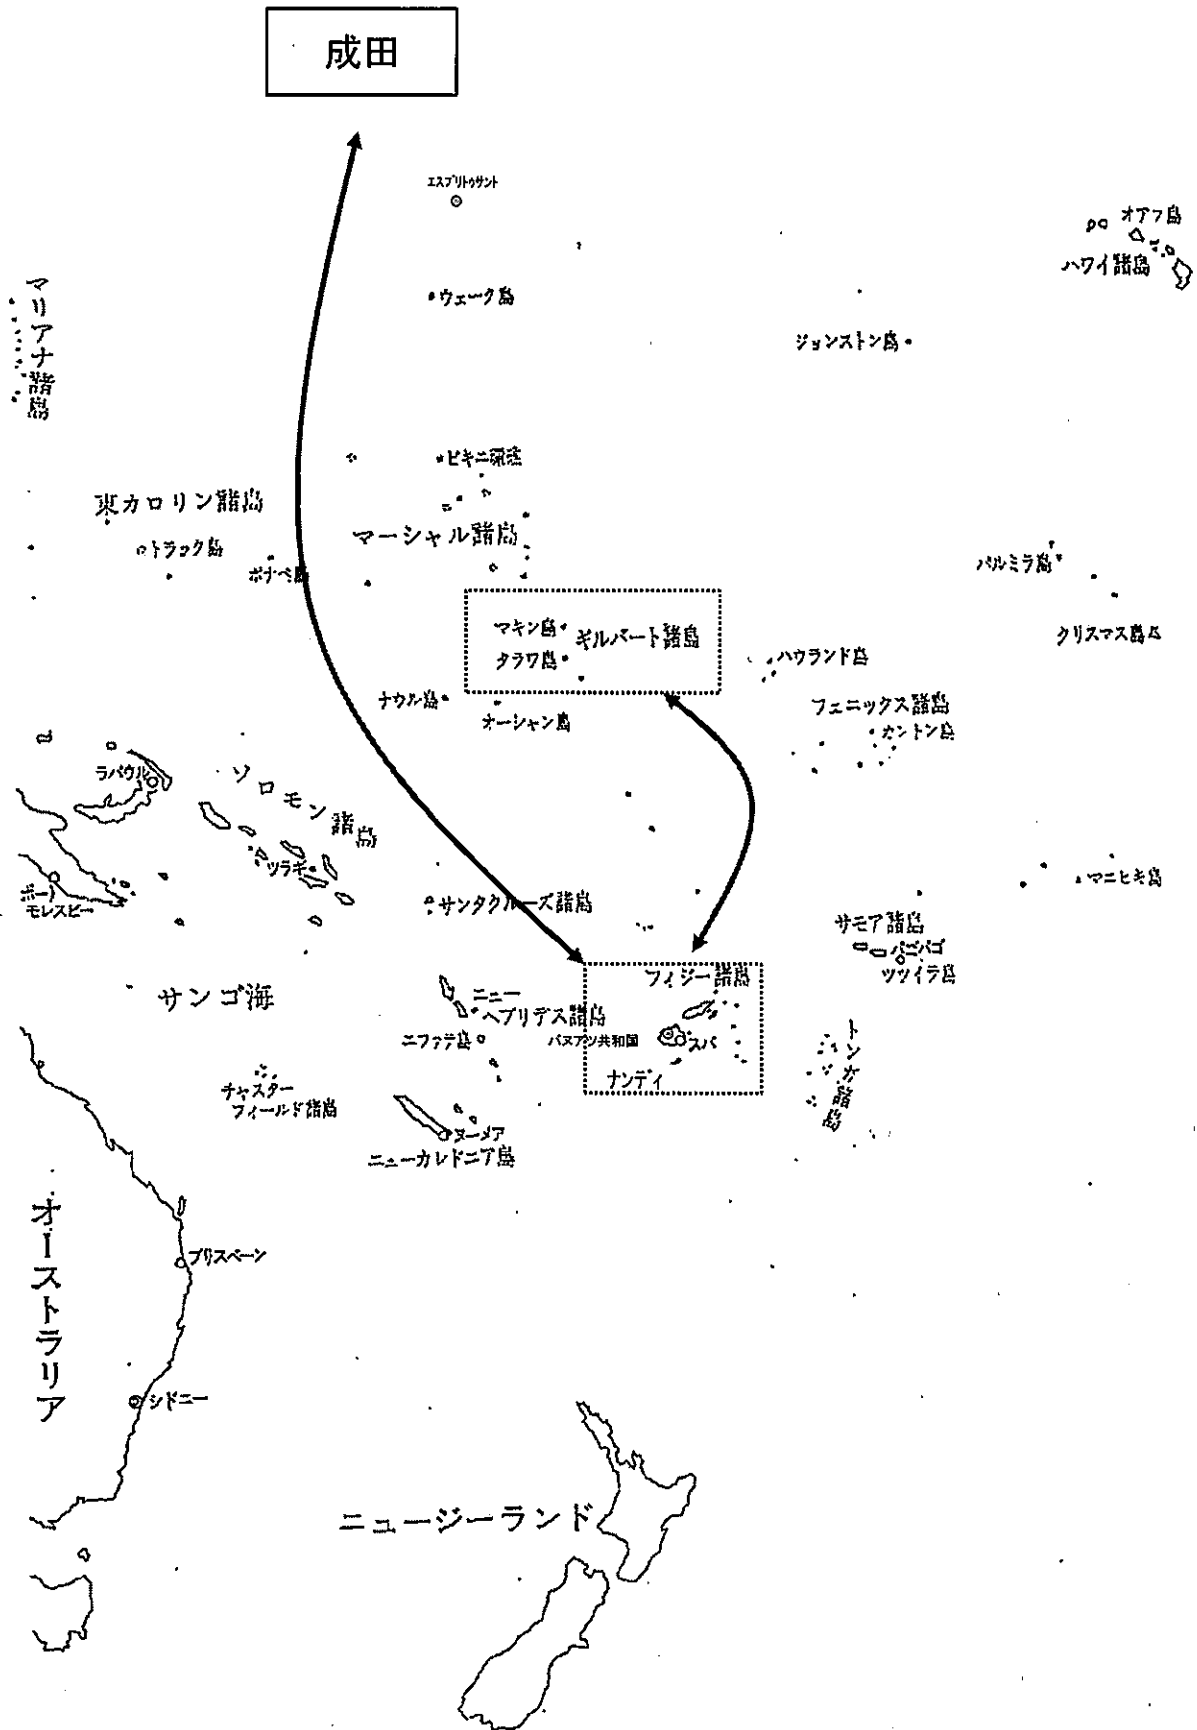 成田
エスプリトゥサント
オアフ島
ハワイ諸島
マリアナ諸島
ウェーク島
ジョンストン島
ビキニ環礁
東カロリン諸島
マーシャル諸島
トラック島
ポナペ島
パルミラ島
マキン島
ギルバート諸島
タラワ島
クリスマス島
ハウランド島
ナウル島
オーシャン島
フェニックス諸島
カントン島
ラバウル
ソロモン諸島
ツラギ
ポート
モレスビー
サンタクルーズ諸島
マニヒキ島
サモア諸島
パゴパゴ
ツツイラ島
フィジー諸島
サンゴ海
ニュー
ヘブリデス諸島
エファテ島
バヌアツ共和国
スバ
ナンディ
トンガ諸島
チャスター
フィールド諸島
ヌーメア
ニューカレドニア島
オーストラリア
ブリスベーン
シドニー
ニュージーランド